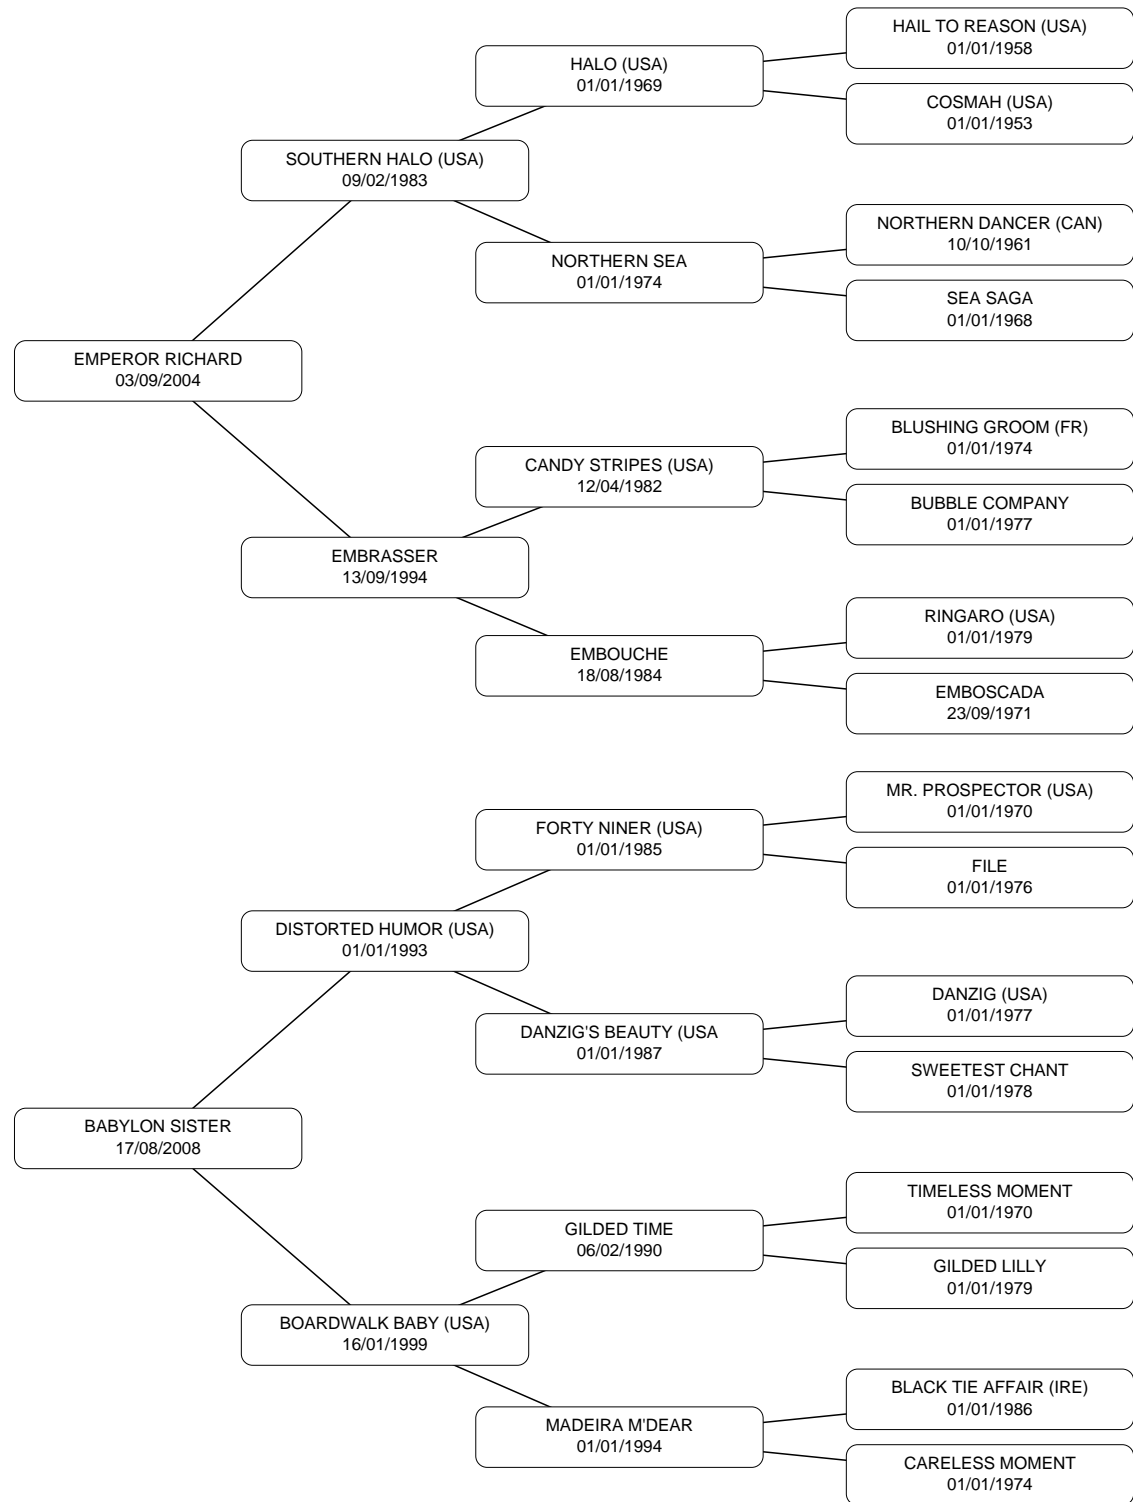 HAIL TO REASON (USA)
01/01/1958
HALO (USA)
01/01/1969
COSMAH (USA)
01/01/1953
SOUTHERN HALO (USA)
09/02/1983
NORTHERN DANCER (CAN)
10/10/1961
NORTHERN SEA
01/01/1974
SEA SAGA
01/01/1968
EMPEROR RICHARD
03/09/2004
BLUSHING GROOM (FR)
01/01/1974
CANDY STRIPES (USA)
12/04/1982
BUBBLE COMPANY
01/01/1977
EMBRASSER
13/09/1994
RINGARO (USA)
01/01/1979
EMBOUCHE
18/08/1984
EMBOSCADA
23/09/1971
MR. PROSPECTOR (USA)
01/01/1970
FORTY NINER (USA)
01/01/1985
FILE
01/01/1976
DISTORTED HUMOR (USA)
01/01/1993
DANZIG (USA)
01/01/1977
DANZIG'S BEAUTY (USA
01/01/1987
SWEETEST CHANT
01/01/1978
BABYLON SISTER
17/08/2008
TIMELESS MOMENT
01/01/1970
GILDED TIME
06/02/1990
GILDED LILLY
01/01/1979
BOARDWALK BABY (USA)
16/01/1999
BLACK TIE AFFAIR (IRE)
01/01/1986
MADEIRA M'DEAR
01/01/1994
CARELESS MOMENT
01/01/1974